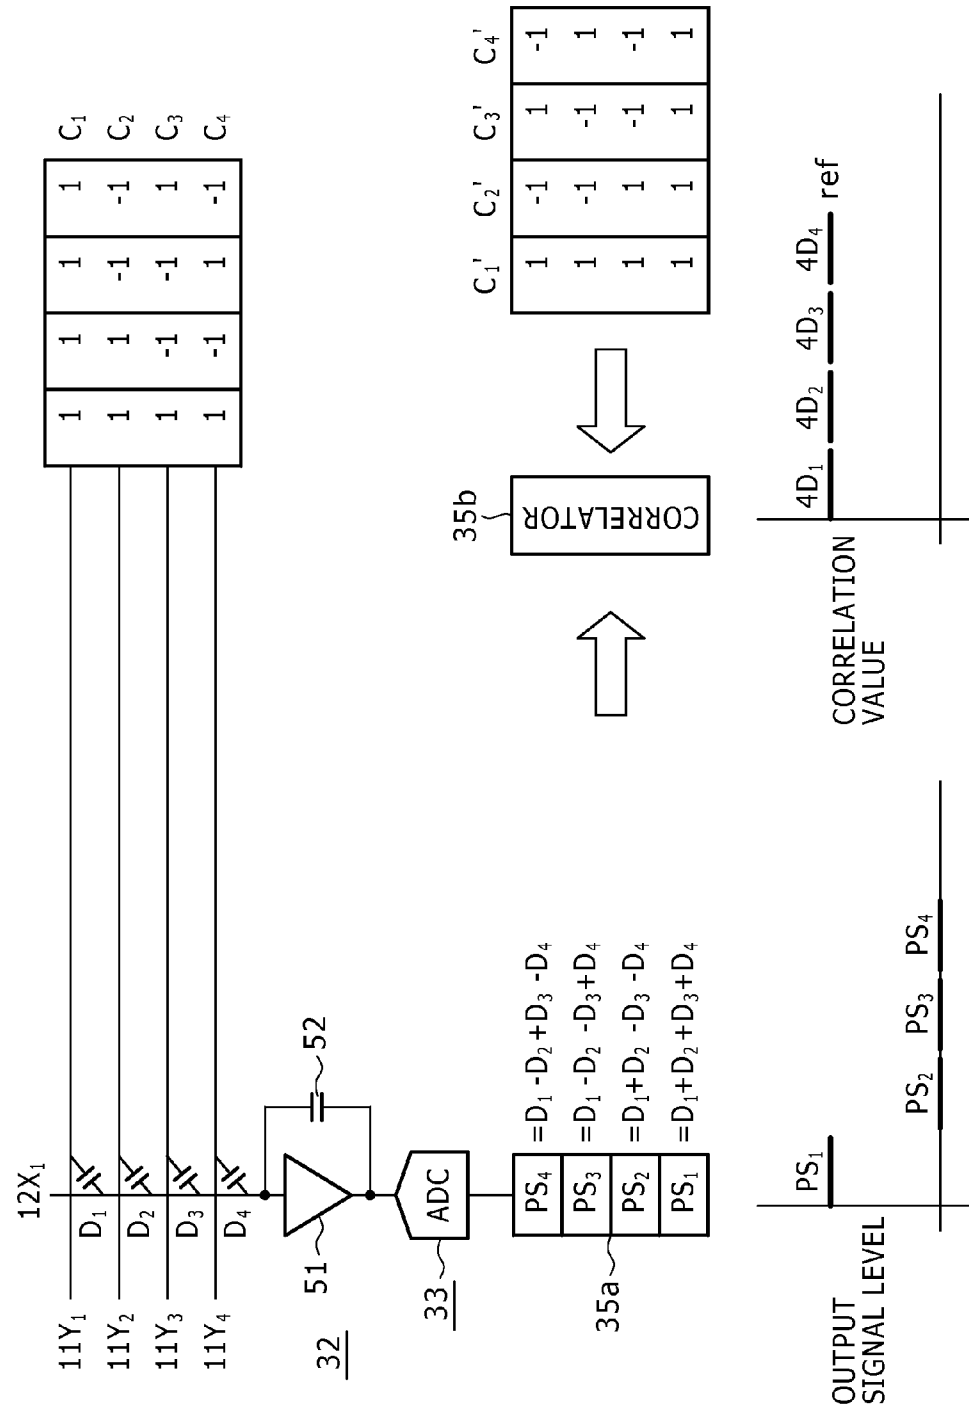 12X₁
11Y₁
11Y₂
11Y₃
11Y₄
D₁
D₂
D₃
D₄
1 1 1 1 C₁
1 1 -1 -1 C₂
1 -1 -1 1 C₃
1 -1 1 -1 C₄
51
52
32
ADC
33
PS₄ =D₁ -D₂ +D₃ -D₄
PS₃ =D₁ -D₂ -D₃+D₄
PS₂ =D₁+D₂ -D₃ -D₄
PS₁ =D₁+D₂ +D₃+D₄
35a
35b
CORRELATOR
C₁' C₂' C₃' C₄'
1 -1 1 -1
1 -1 -1 1
1 1 -1 -1
1 1 1 1
OUTPUT
SIGNAL LEVEL
PS₁
PS₂ PS₃ PS₄
CORRELATION
VALUE
4D₁ 4D₂ 4D₃ 4D₄ ref